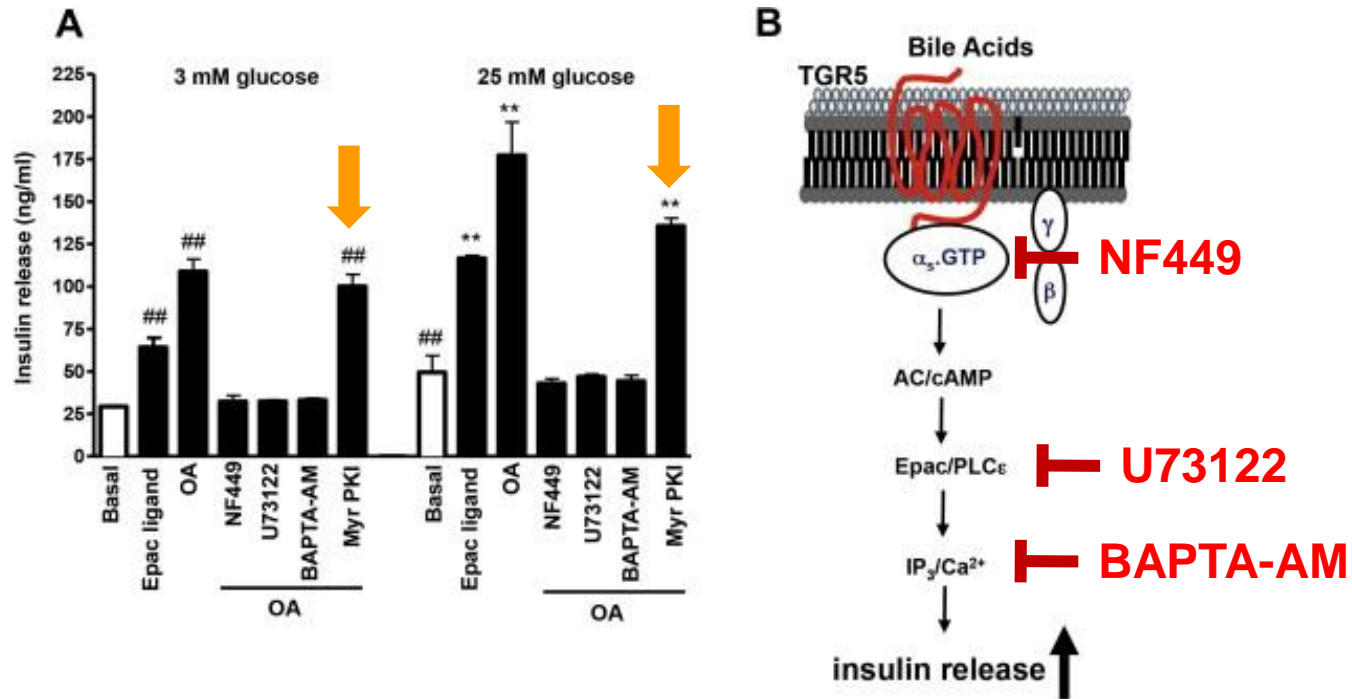 A
3 mM glucose
25 mM glucose
Insulin release (ng/ml)
225
200
175
150
125
100
75
50
25
0
##
##
##
##
**
**
**
Basal
Epac ligand
OA
NF449
U73122
BAPTA-AM
Myr PKI
OA
Basal
Epac ligand
OA
NF449
U73122
BAPTA-AM
Myr PKI
OA
B
Bile Acids
TGR5
γ
αs.GTP
β
NF449
AC/cAMP
Epac/PLCε
U73122
IP3/Ca²⁺
BAPTA-AM
insulin release